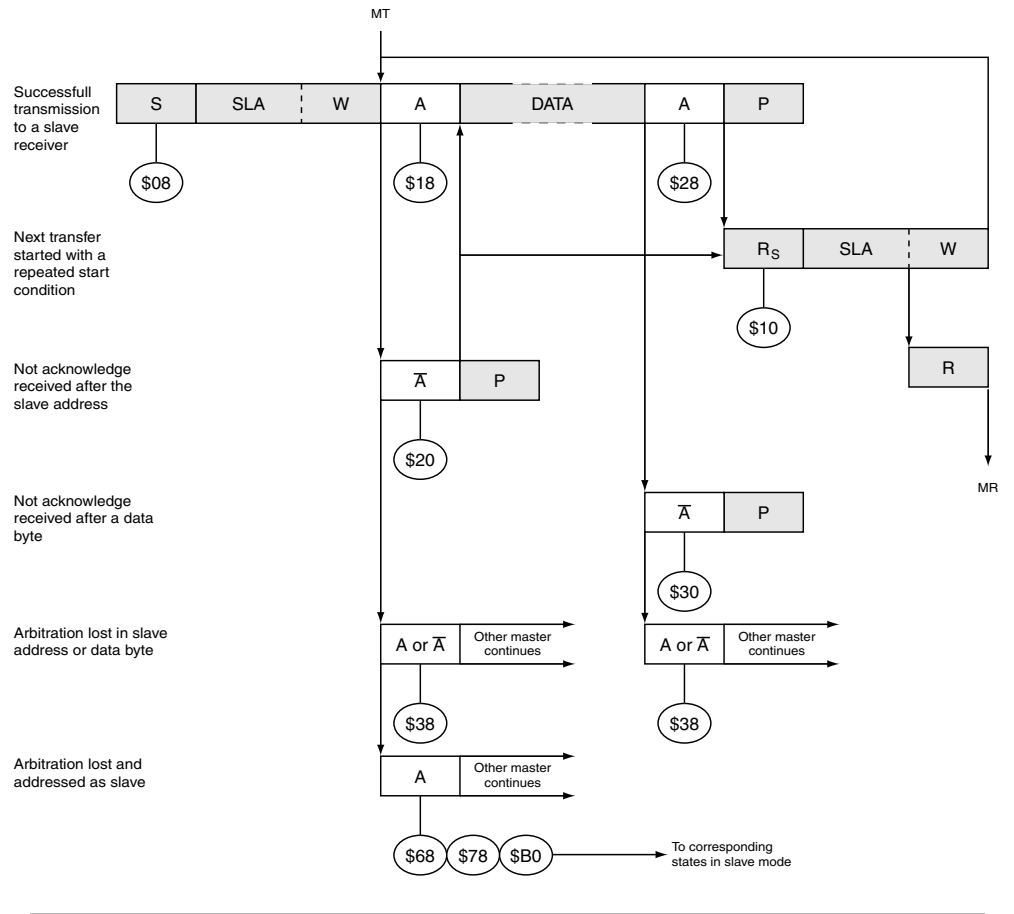 MT
Successfull
transmission
to a slave
receiver
S SLA W A DATA A P
$08 $18 $28
Next transfer
started with a
repeated start
condition
RS SLA W
$10
Not acknowledge
received after the
slave address
A̅ P
R
$20
MR
Not acknowledge
received after a data
byte
A̅ P
$30
Arbitration lost in slave
address or data byte
A or A̅
Other master
continues
A or A̅
Other master
continues
$38 $38
Arbitration lost and
addressed as slave
A
Other master
continues
$68 $78 $B0
To corresponding
states in slave mode